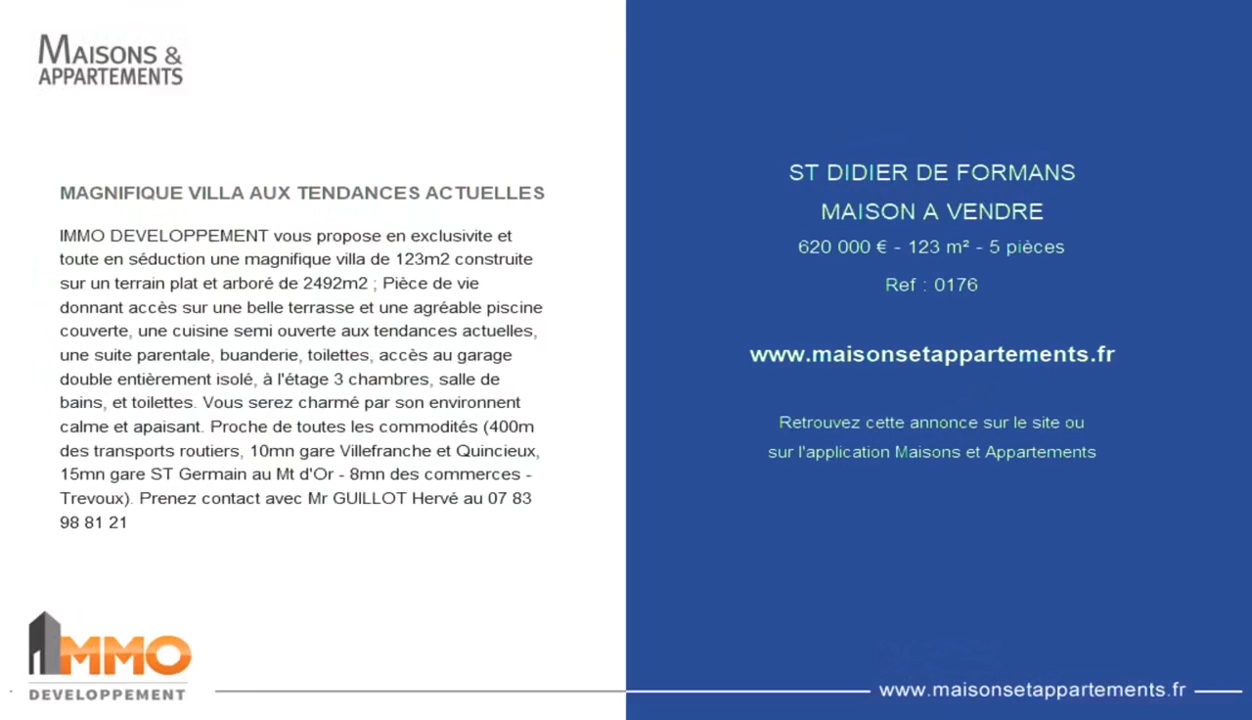 MAISONS &
APPARTEMENTS
MAGNIFIQUE VILLA AUX TENDANCES ACTUELLES
IMMO DEVELOPPEMENT vous propose en exclusivite et
toute en séduction une magnifique villa de 123m2 construite
sur un terrain plat et arboré de 2492m2 ; Pièce de vie
donnant accès sur une belle terrasse et une agréable piscine
couverte, une cuisine semi ouverte aux tendances actuelles,
une suite parentale, buanderie, toilettes, accès au garage
double entièrement isolé, à l'étage 3 chambres, salle de
bains, et toilettes. Vous serez charmé par son environnent
calme et apaisant. Proche de toutes les commodités (400m
des transports routiers, 10mn gare Villefranche et Quincieux,
15mn gare ST Germain au Mt d'Or - 8mn des commerces -
Trevoux). Prenez contact avec Mr GUILLOT Hervé au 07 83
98 81 21
IMMO
DEVELOPPEMENT
ST DIDIER DE FORMANS
MAISON A VENDRE
620 000 € - 123 m² - 5 pièces
Ref : 0176
www.maisonsetappartements.fr
Retrouvez cette annonce sur le site ou
sur l'application Maisons et Appartements
www.maisonsetappartements.fr